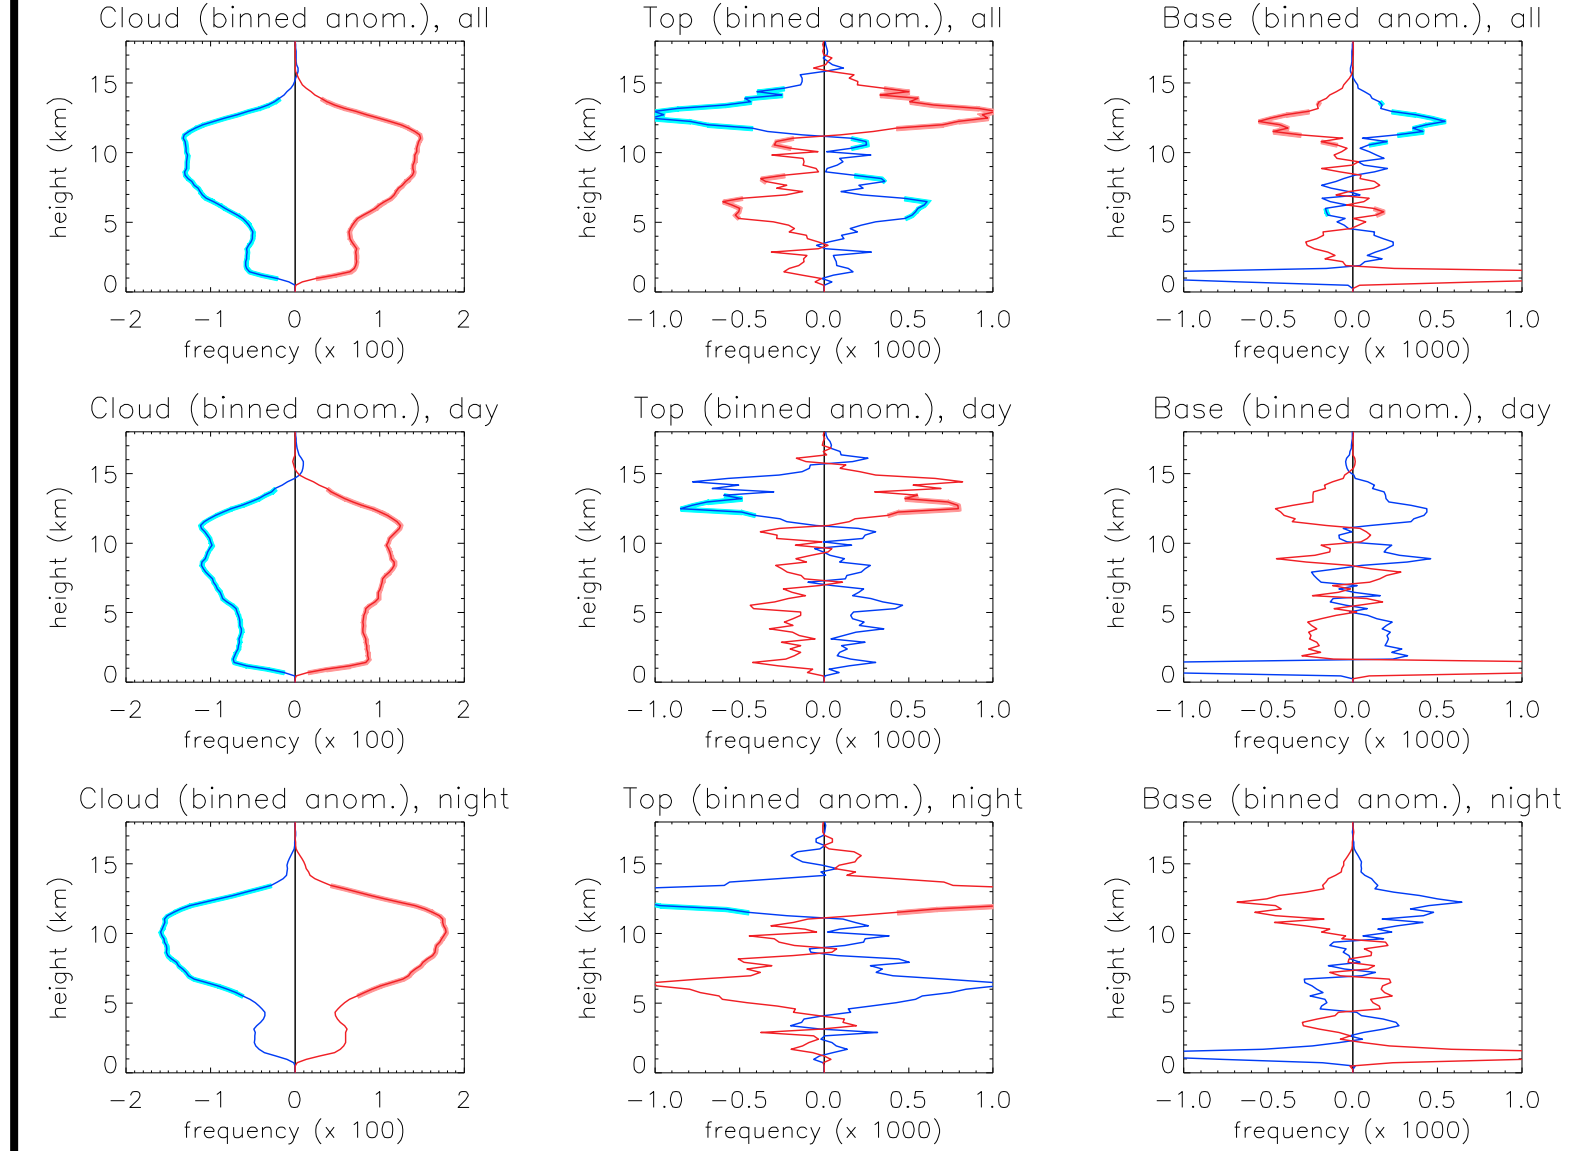 Cloud (binned anom.), all
Top (binned anom.), all
Base (binned anom.), all
height (km)
15
10
5
0
−2 −1 0 1 2
frequency (x 100)
height (km)
15
10
5
0
−1.0 −0.5 0.0 0.5 1.0
frequency (x 1000)
height (km)
15
10
5
0
−1.0 −0.5 0.0 0.5 1.0
frequency (x 1000)
Cloud (binned anom.), day
Top (binned anom.), day
Base (binned anom.), day
height (km)
15
10
5
0
−2 −1 0 1 2
frequency (x 100)
height (km)
15
10
5
0
−1.0 −0.5 0.0 0.5 1.0
frequency (x 1000)
height (km)
15
10
5
0
−1.0 −0.5 0.0 0.5 1.0
frequency (x 1000)
Cloud (binned anom.), night
Top (binned anom.), night
Base (binned anom.), night
height (km)
15
10
5
0
−2 −1 0 1 2
frequency (x 100)
height (km)
15
10
5
0
−1.0 −0.5 0.0 0.5 1.0
frequency (x 1000)
height (km)
15
10
5
0
−1.0 −0.5 0.0 0.5 1.0
frequency (x 1000)